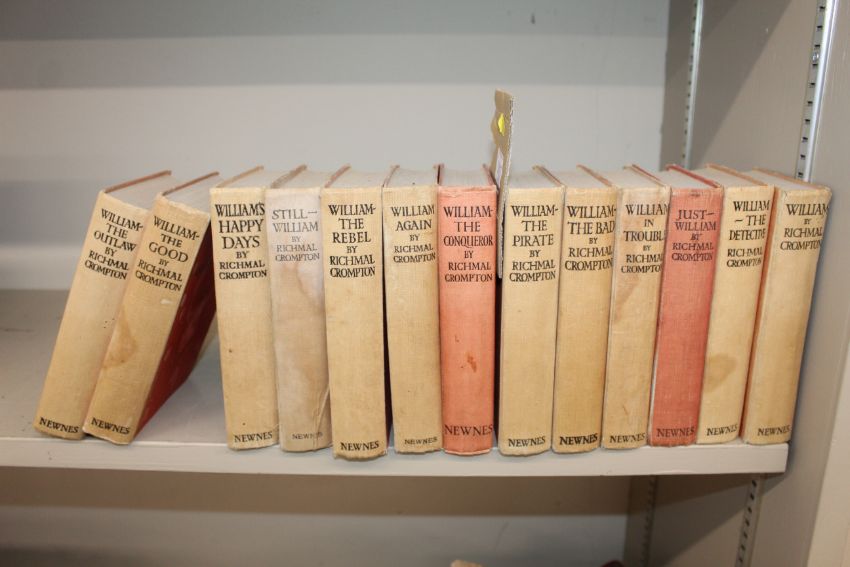 WILLIAM-
THE
OUTLAW
BY
RICHMAL
CROMPTON
NEWNES
WILLIAM-
THE
GOOD
BY
RICHMAL
CROMPTON
NEWNES
WILLIAM'S
HAPPY
DAYS
BY
RICHMAL
CROMPTON
NEWNES
STILL—
WILLIAM
BY
RICHMAL
CROMPTON
NEWNES
WILLIAM-
THE
REBEL
BY
RICHMAL
CROMPTON
NEWNES
WILLIAM
AGAIN
BY
RICHMAL
CROMPTON
NEWNES
WILLIAM-
THE
CONQUEROR
BY
RICHMAL
CROMPTON
NEWNES
WILLIAM-
THE
PIRATE
BY
RICHMAL
CROMPTON
NEWNES
WILLIAM-
THE BAD
BY
RICHMAL
CROMPTON
NEWNES
WILLIAM
IN
TROUBLE
BY
RICHMAL
CROMPTON
NEWNES
JUST—
WILLIAM
BY
RICHMAL
CROMPTON
NEWNES
WILLIAM
~ THE
DETECTIVE
BY
RICHMAL
CROMPTON
NEWNES
WILLIAM
BY
RICHMAL
CROMPTON
NEWNES